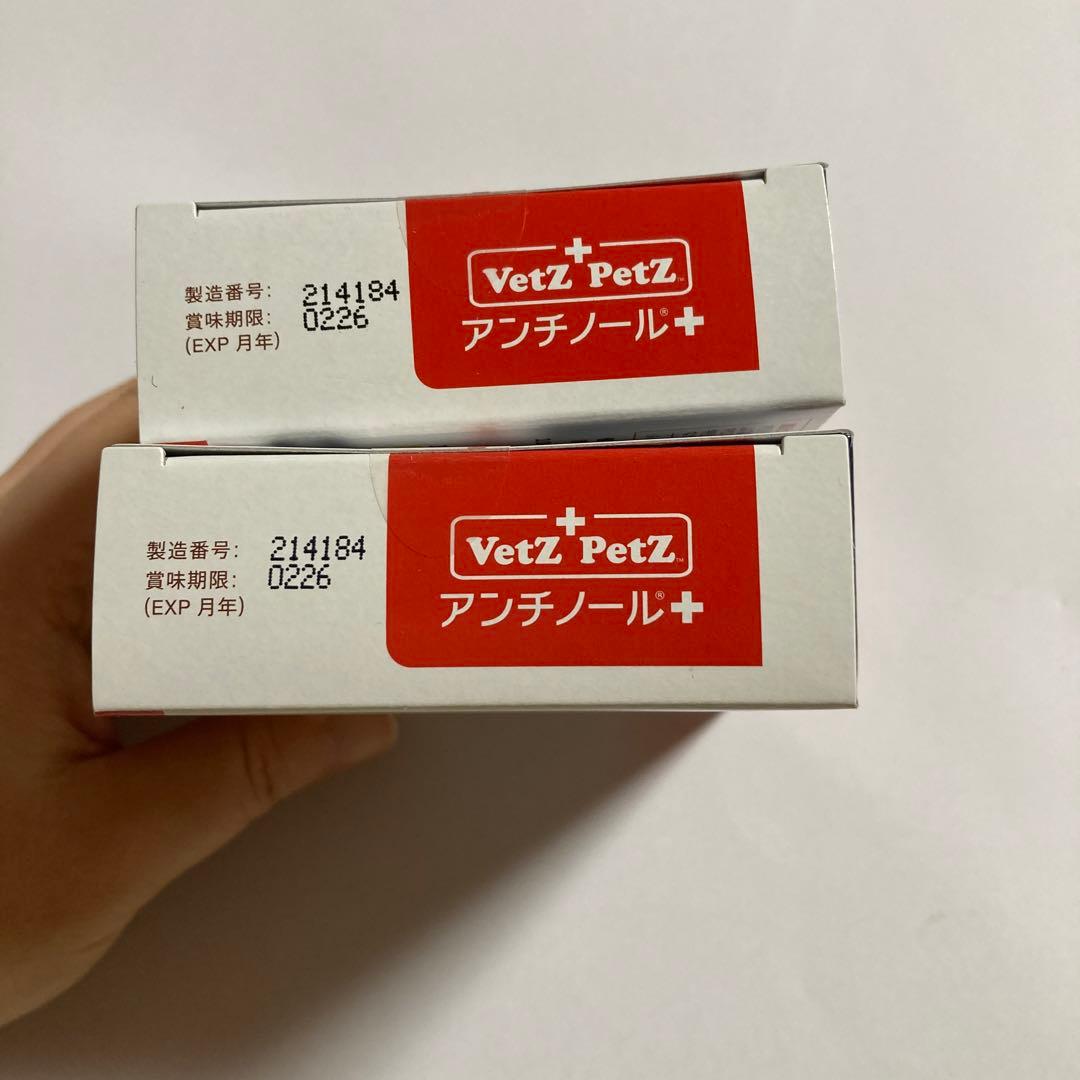 製造番号: 214184
賞味期限: 0226
(EXP 月年)
VetZ PetZ™
アンチノール®+
製造番号: 214184
賞味期限: 0226
(EXP 月年)
VetZ PetZ™
アンチノール®+